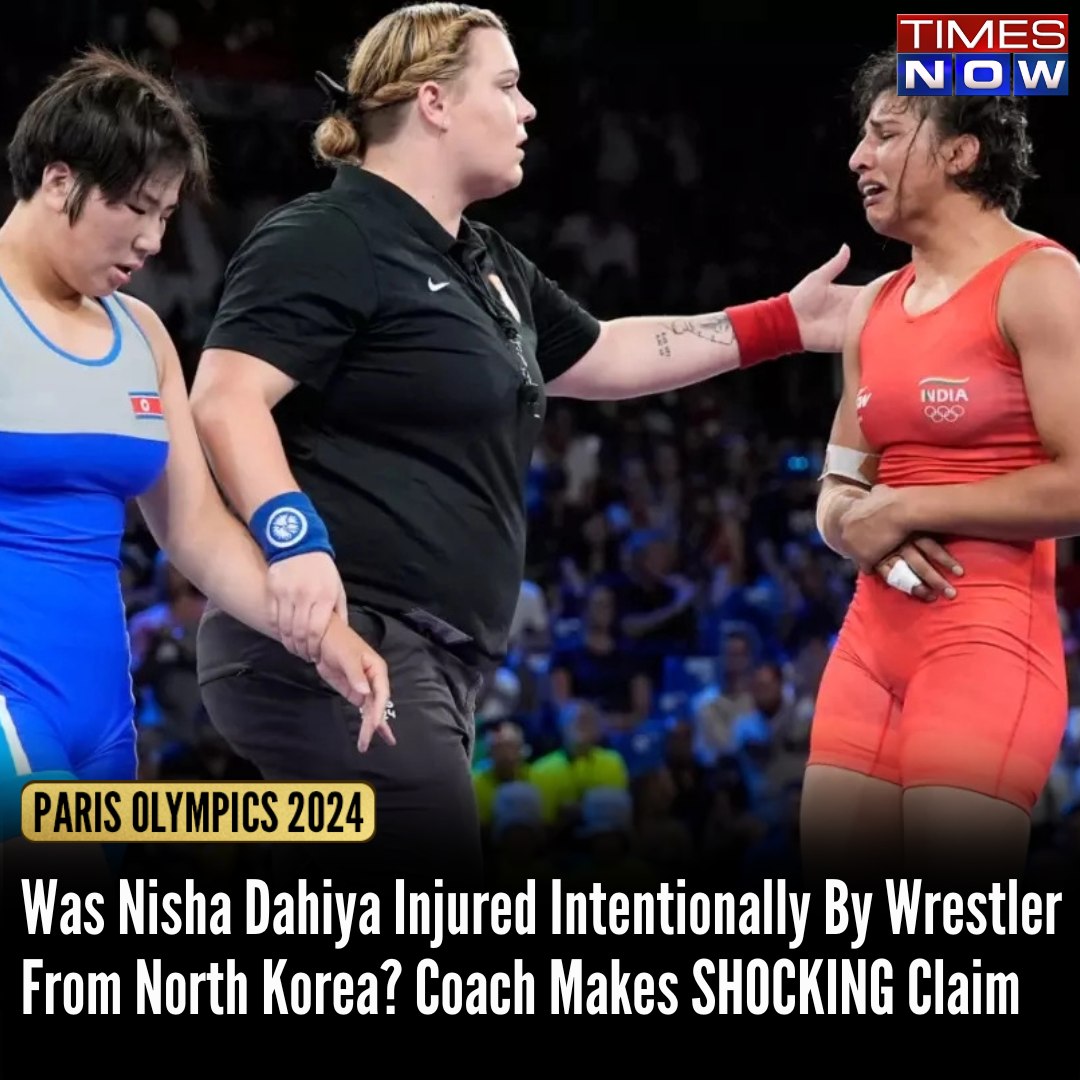 TIMES
NOW
INDIA
PARIS OLYMPICS 2024
Was Nisha Dahiya Injured Intentionally By Wrestler
From North Korea? Coach Makes SHOCKING Claim